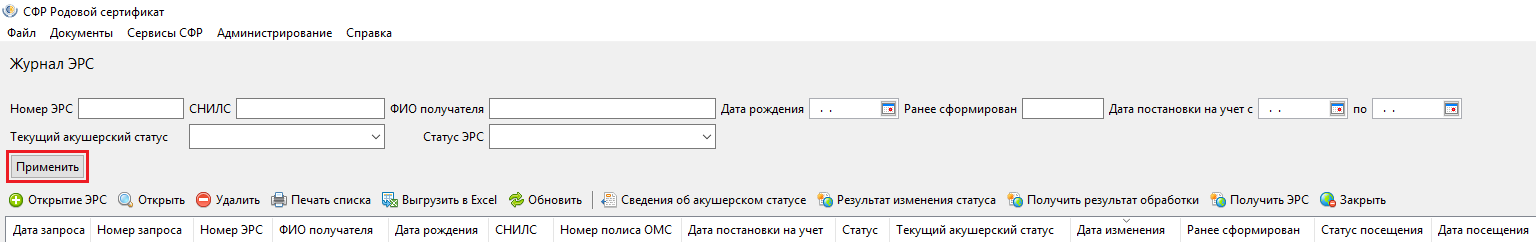 СФР Родовой сертификат
Файл Документы Сервисы СФР Администрирование Справка
Журнал ЭРС
Номер ЭРС СНИЛС ФИО получателя Дата рождения . . Ранее сформирован Дата постановки на учет с . . по . .
Текущий акушерский статус Статус ЭРС
Применить
Открытие ЭРС Открыть Удалить Печать списка Выгрузить в Excel Обновить Сведения об акушерском статусе Результат изменения статуса Получить результат обработки Получить ЭРС Закрыть
Дата запроса Номер запроса Номер ЭРС ФИО получателя Дата рождения СНИЛС Номер полиса ОМС Дата постановки на учет Статус Текущий акушерский статус Дата изменения Ранее сформирован Статус посещения Дата посещения